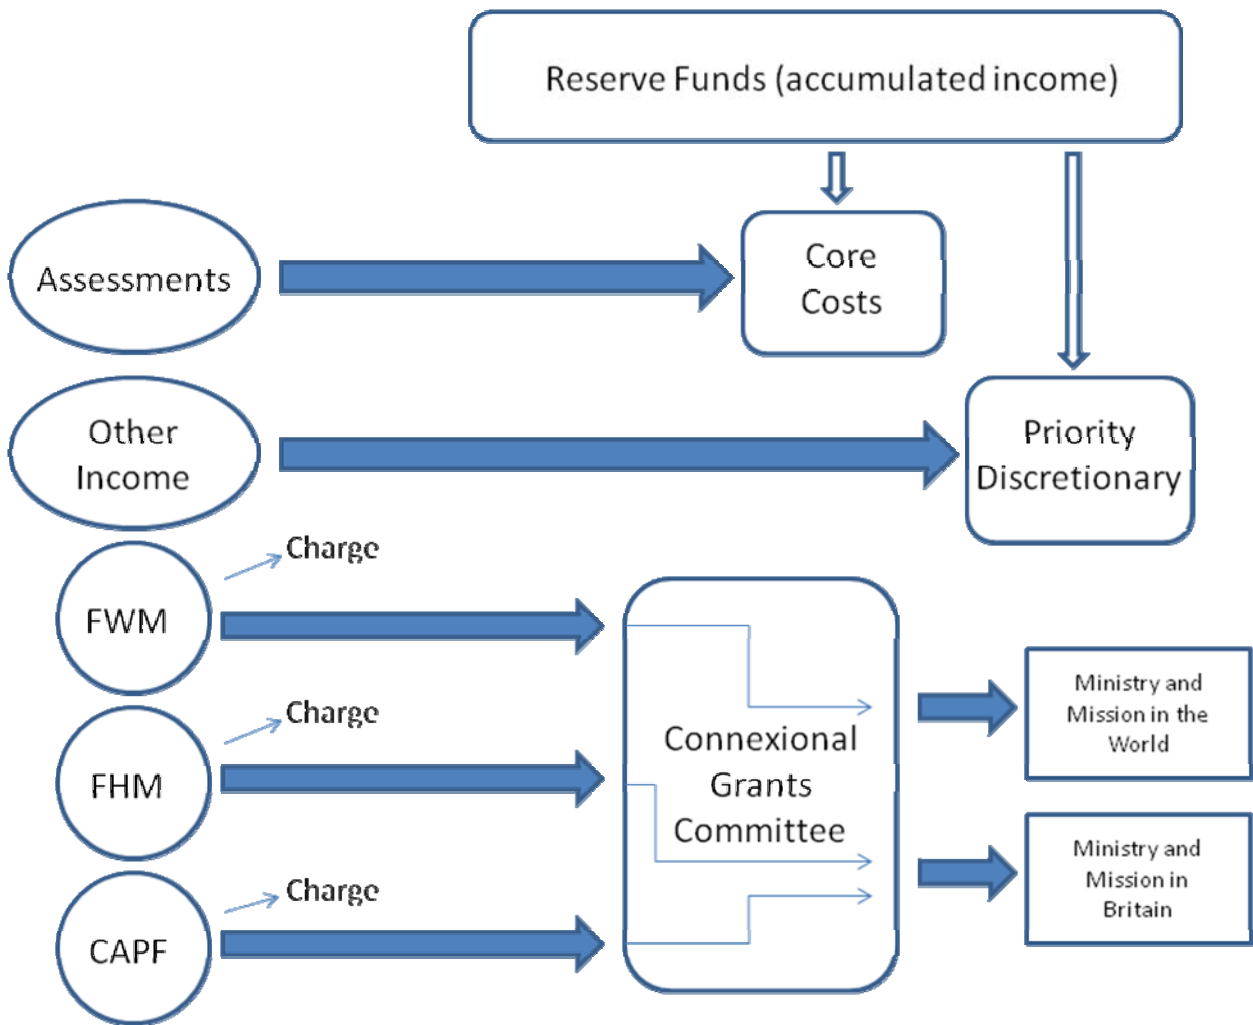 Reserve Funds (accumulated income)
Assessments
Core
Costs
Other
Income
Priority
Discretionary
Charge
FWM
Charge
FHM
Charge
CAPF
Connexional
Grants
Committee
Ministry and
Mission in the
World
Ministry and
Mission in
Britain